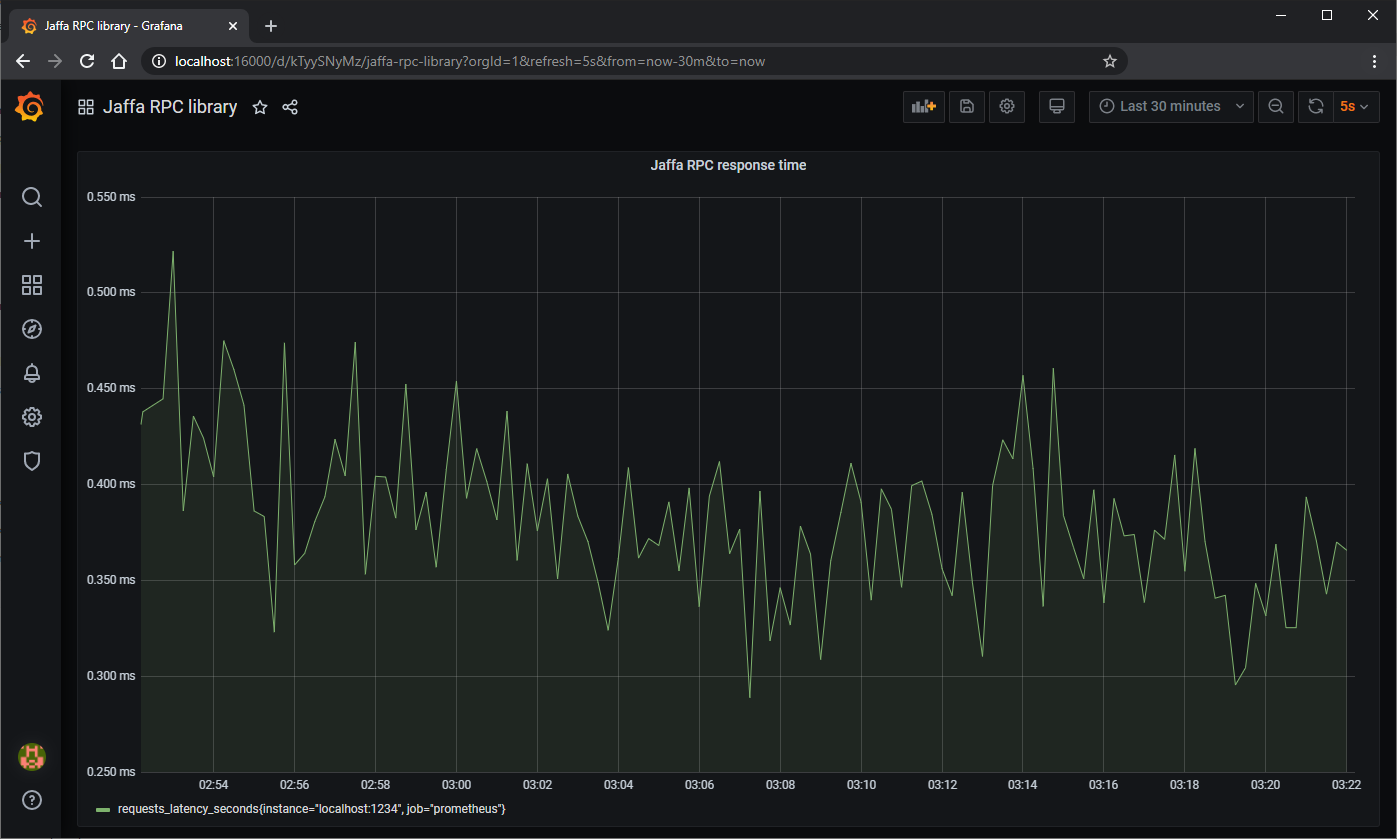 Jaffa RPC library - Grafana
localhost:16000/d/kTyySNyMz/jaffa-rpc-library?orgId=1&refresh=5s&from=now-30m&to=now
Jaffa RPC library
Last 30 minutes
5s
Jaffa RPC response time
0.550 ms
0.500 ms
0.450 ms
0.400 ms
0.350 ms
0.300 ms
0.250 ms
02:54 02:56 02:58 03:00 03:02 03:04 03:06 03:08 03:10 03:12 03:14 03:16 03:18 03:20 03:22
requests_latency_seconds{instance="localhost:1234", job="prometheus"}